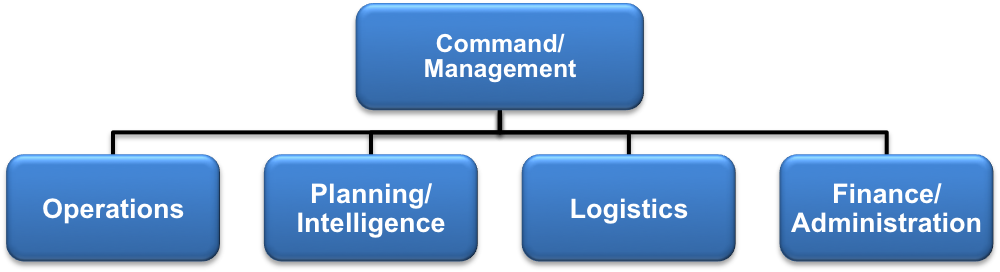 Command/
Management
Operations
Planning/
Intelligence
Logistics
Finance/
Administration